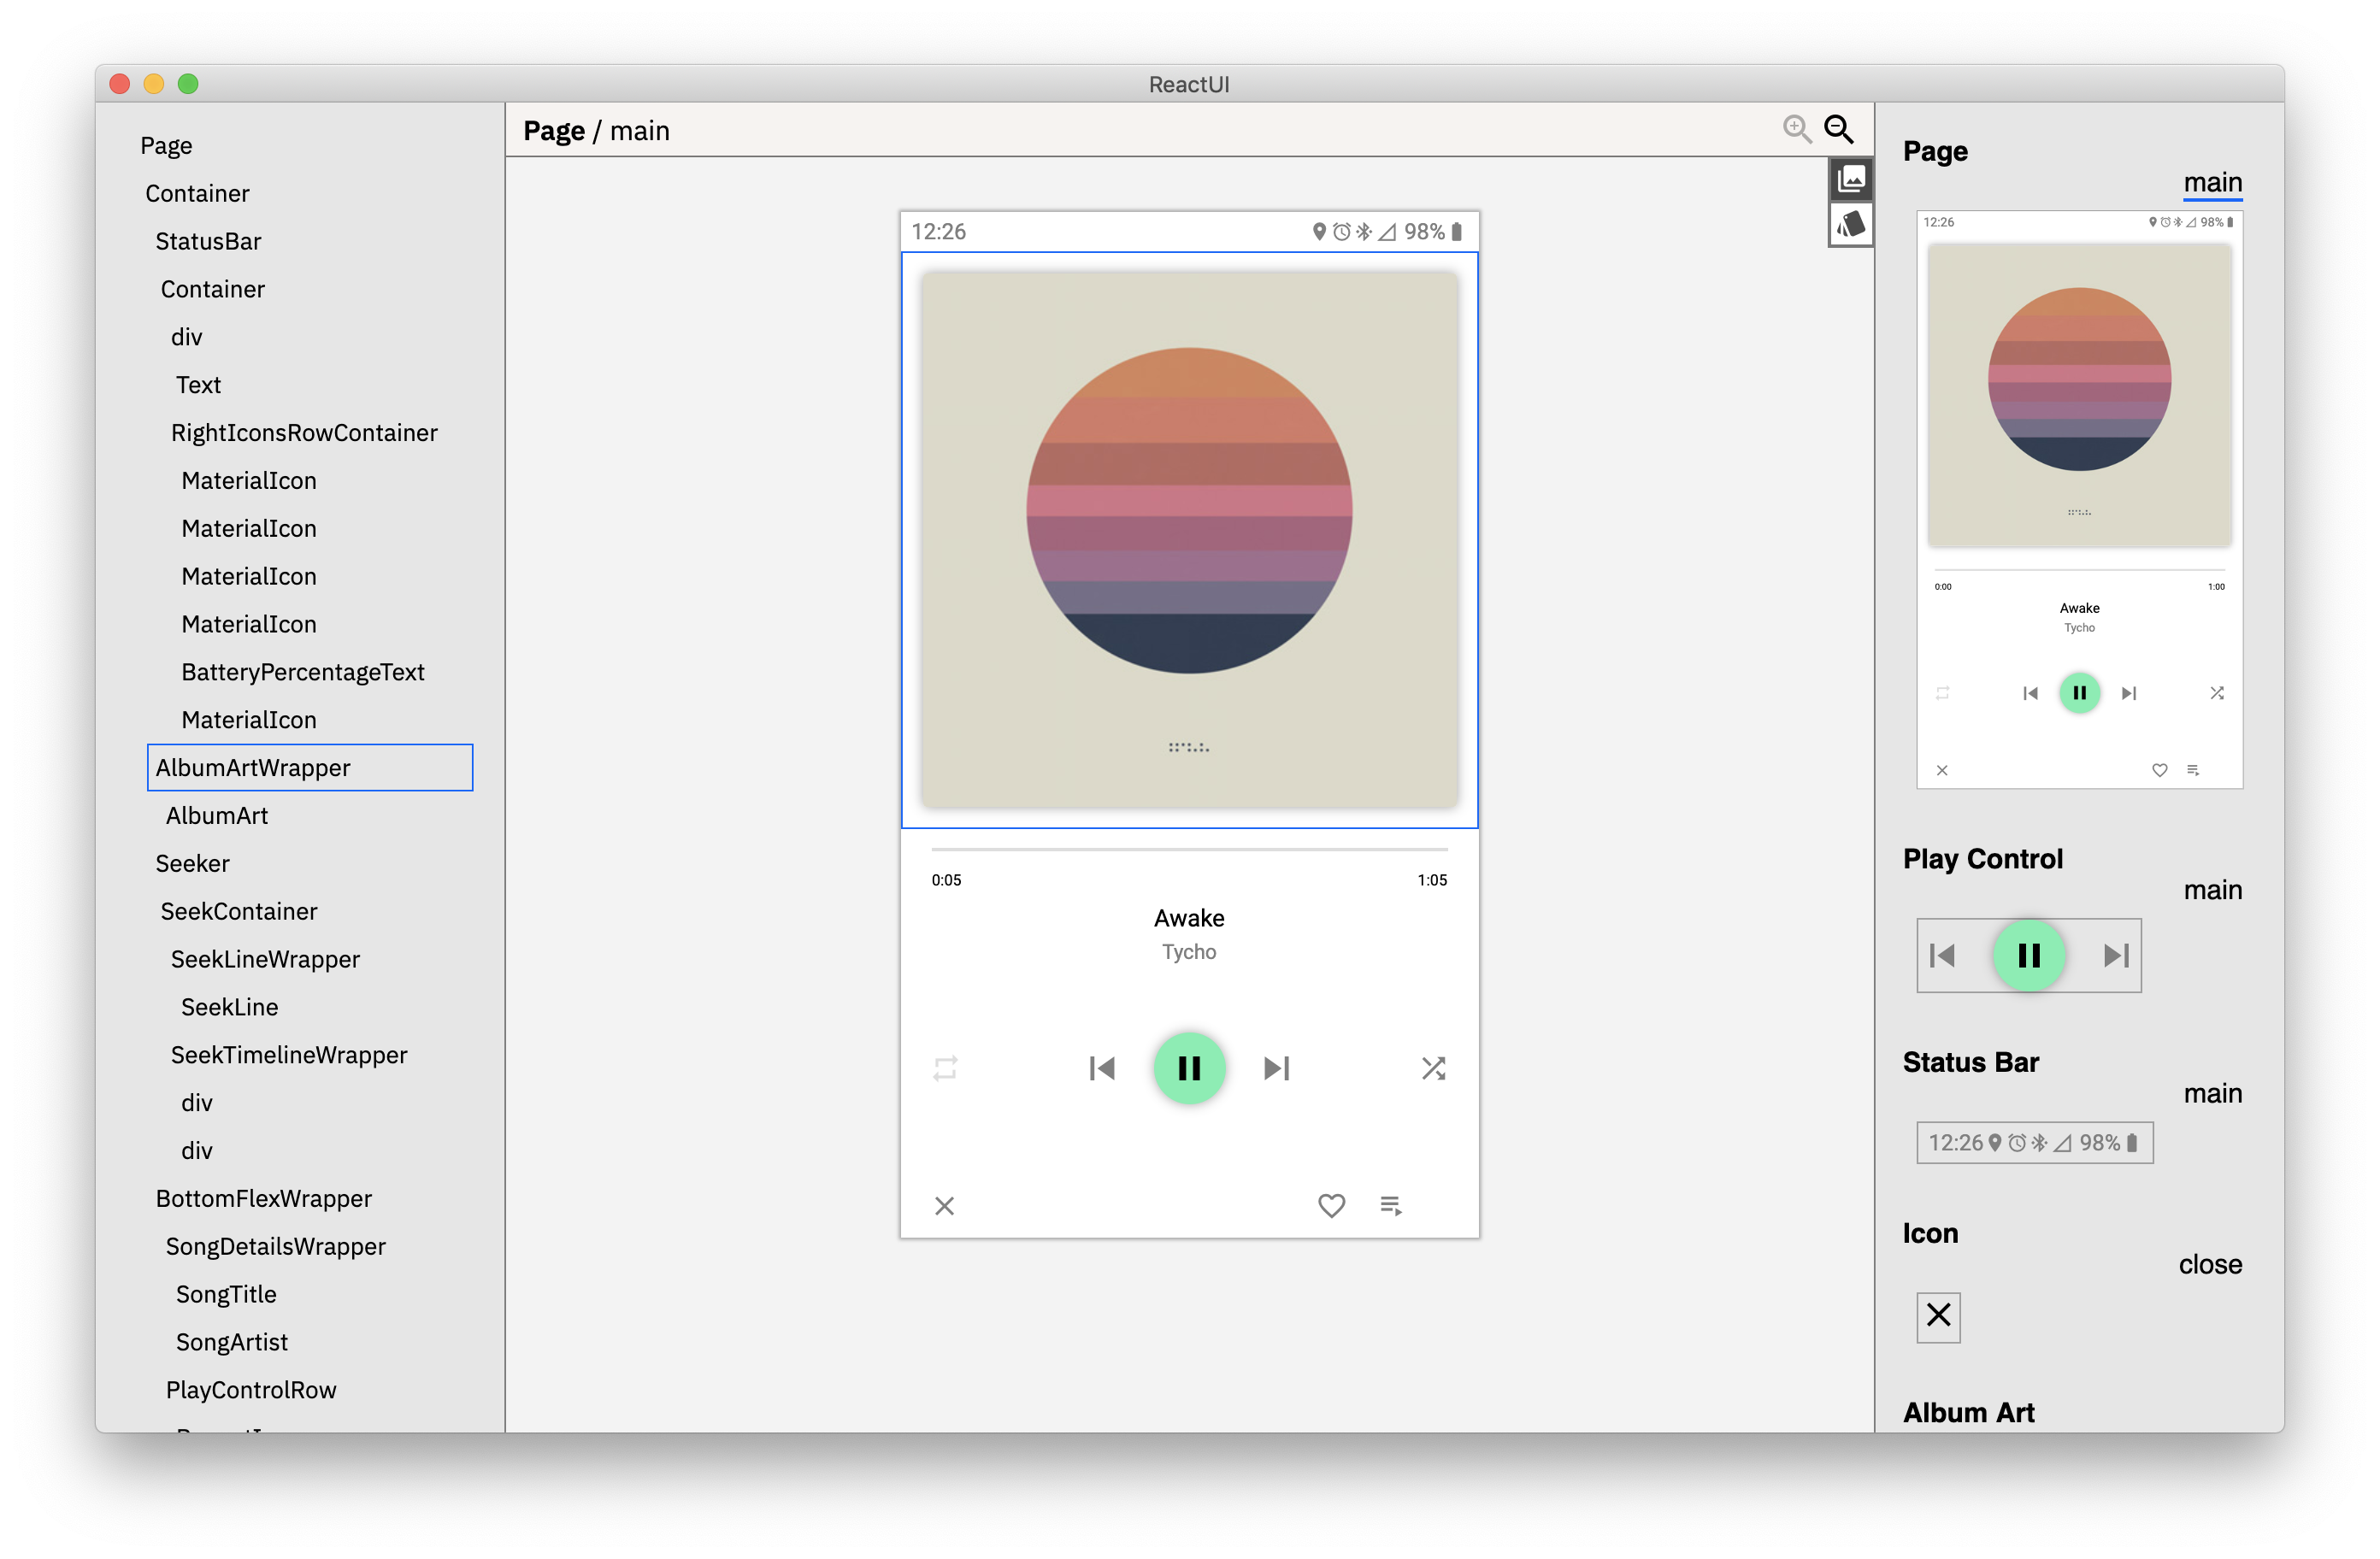 ReactUI
Page
Container
StatusBar
Container
div
Text
RightIconsRowContainer
MaterialIcon
MaterialIcon
MaterialIcon
MaterialIcon
BatteryPercentageText
MaterialIcon
AlbumArtWrapper
AlbumArt
Seeker
SeekContainer
SeekLineWrapper
SeekLine
SeekTimelineWrapper
div
div
BottomFlexWrapper
SongDetailsWrapper
SongTitle
SongArtist
PlayControlRow
Page / main
12:26 98%
0:05 1:05
Awake
Tycho
Page
main
12:26 98%
0:00 1:00
Awake
Tycho
Play Control
main
Status Bar
main
12:26 98%
Icon
close
Album Art